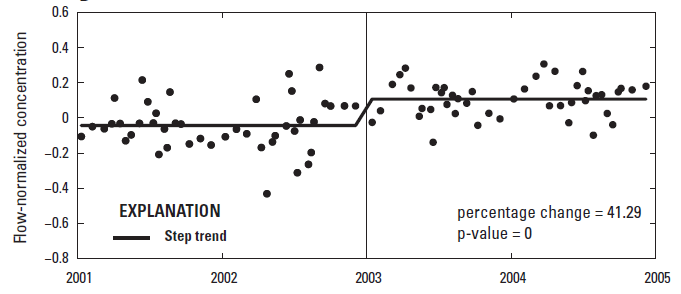 0.6
0.4
0.2
0
–0.2
–0.4
–0.6
–0.8
Flow-normalized concentration
EXPLANATION
Step trend
percentage change = 41.29
p-value = 0
2001
2002
2003
2004
2005